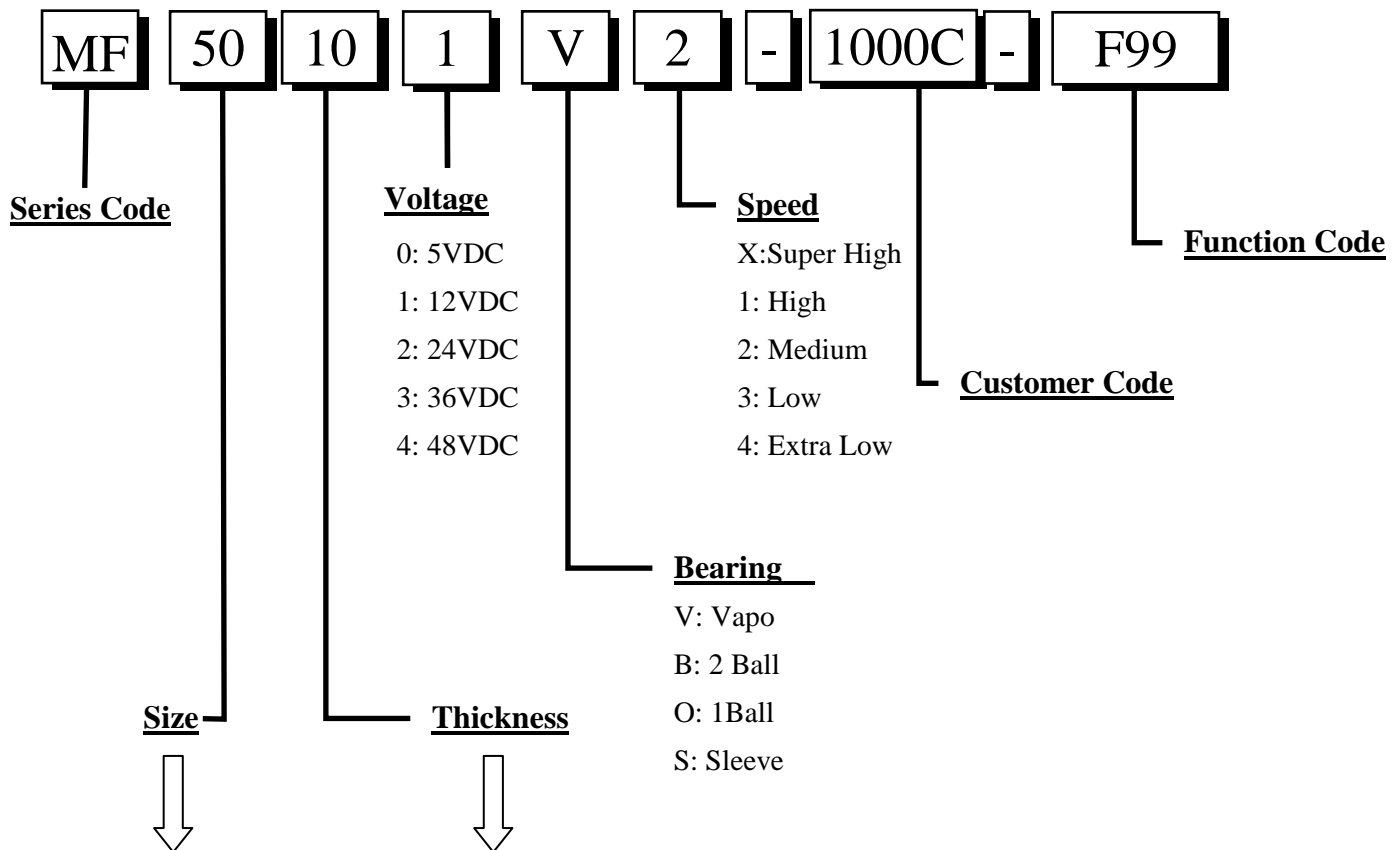 MF 50 10 1 V 2 - 1000C - F99
Series Code
Voltage
0: 5VDC
1: 12VDC
2: 24VDC
3: 36VDC
4: 48VDC
Speed
X:Super High
1: High
2: Medium
3: Low
4: Extra Low
Function Code
Customer Code
Bearing
V: Vapo
B: 2 Ball
O: 1Ball
S: Sleeve
Size
Thickness